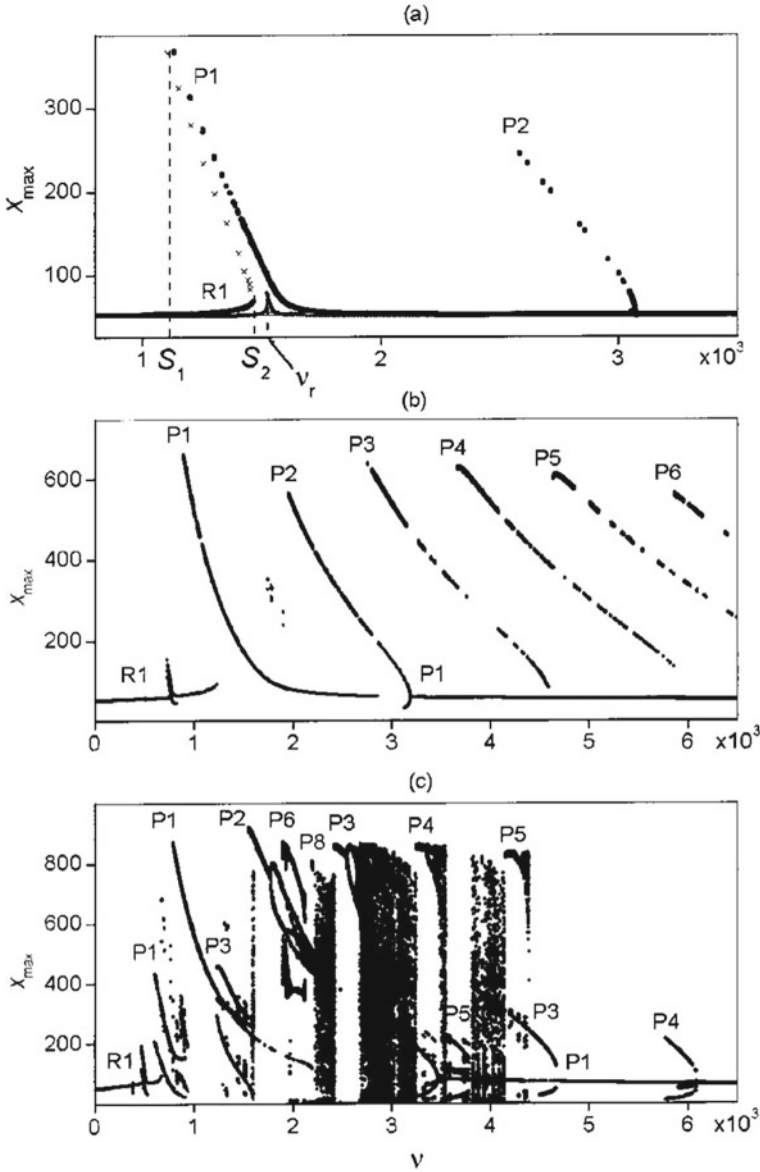 (a)
P1
P2
R1
X_max
300
200
100
1
S_1
S_2
2
3
x10^3
ν_r
(b)
P1
P2
P3
P4
P5
P6
R1
P1
x_max
600
400
200
0
1
2
3
4
5
6
x10^3
(c)
P1
P2
P6
P8
P3
P4
P5
P1
P3
R1
P5
P3
P1
P4
x_max
800
600
400
200
0
1
2
3
4
5
6
x10^3
ν